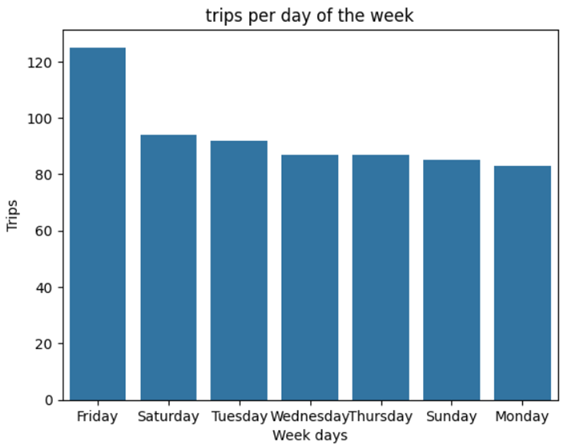 trips per day of the week
Trips
120
100
80
60
40
20
0
Friday Saturday Tuesday Wednesday Thursday Sunday Monday
Week days